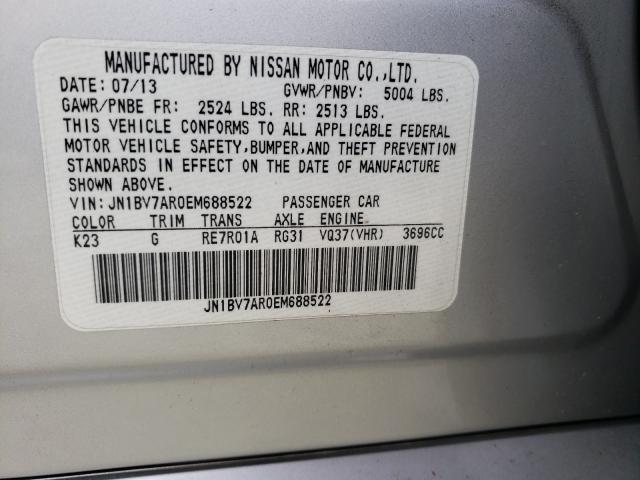 MANUFACTURED BY NISSAN MOTOR CO.,LTD.
DATE: 07/13 GVWR/PNBV: 5004 LBS.
GAWR/PNBE FR: 2524 LBS. RR: 2513 LBS.
THIS VEHICLE CONFORMS TO ALL APPLICABLE FEDERAL
MOTOR VEHICLE SAFETY,BUMPER,AND THEFT PREVENTION
STANDARDS IN EFFECT ON THE DATE OF MANUFACTURE
SHOWN ABOVE.
VIN: JN1BV7AR0EM688522 PASSENGER CAR
COLOR TRIM TRANS AXLE ENGINE
K23 G RE7R01A RG31 VQ37(VHR) 3696CC
JN1BV7AR0EM688522